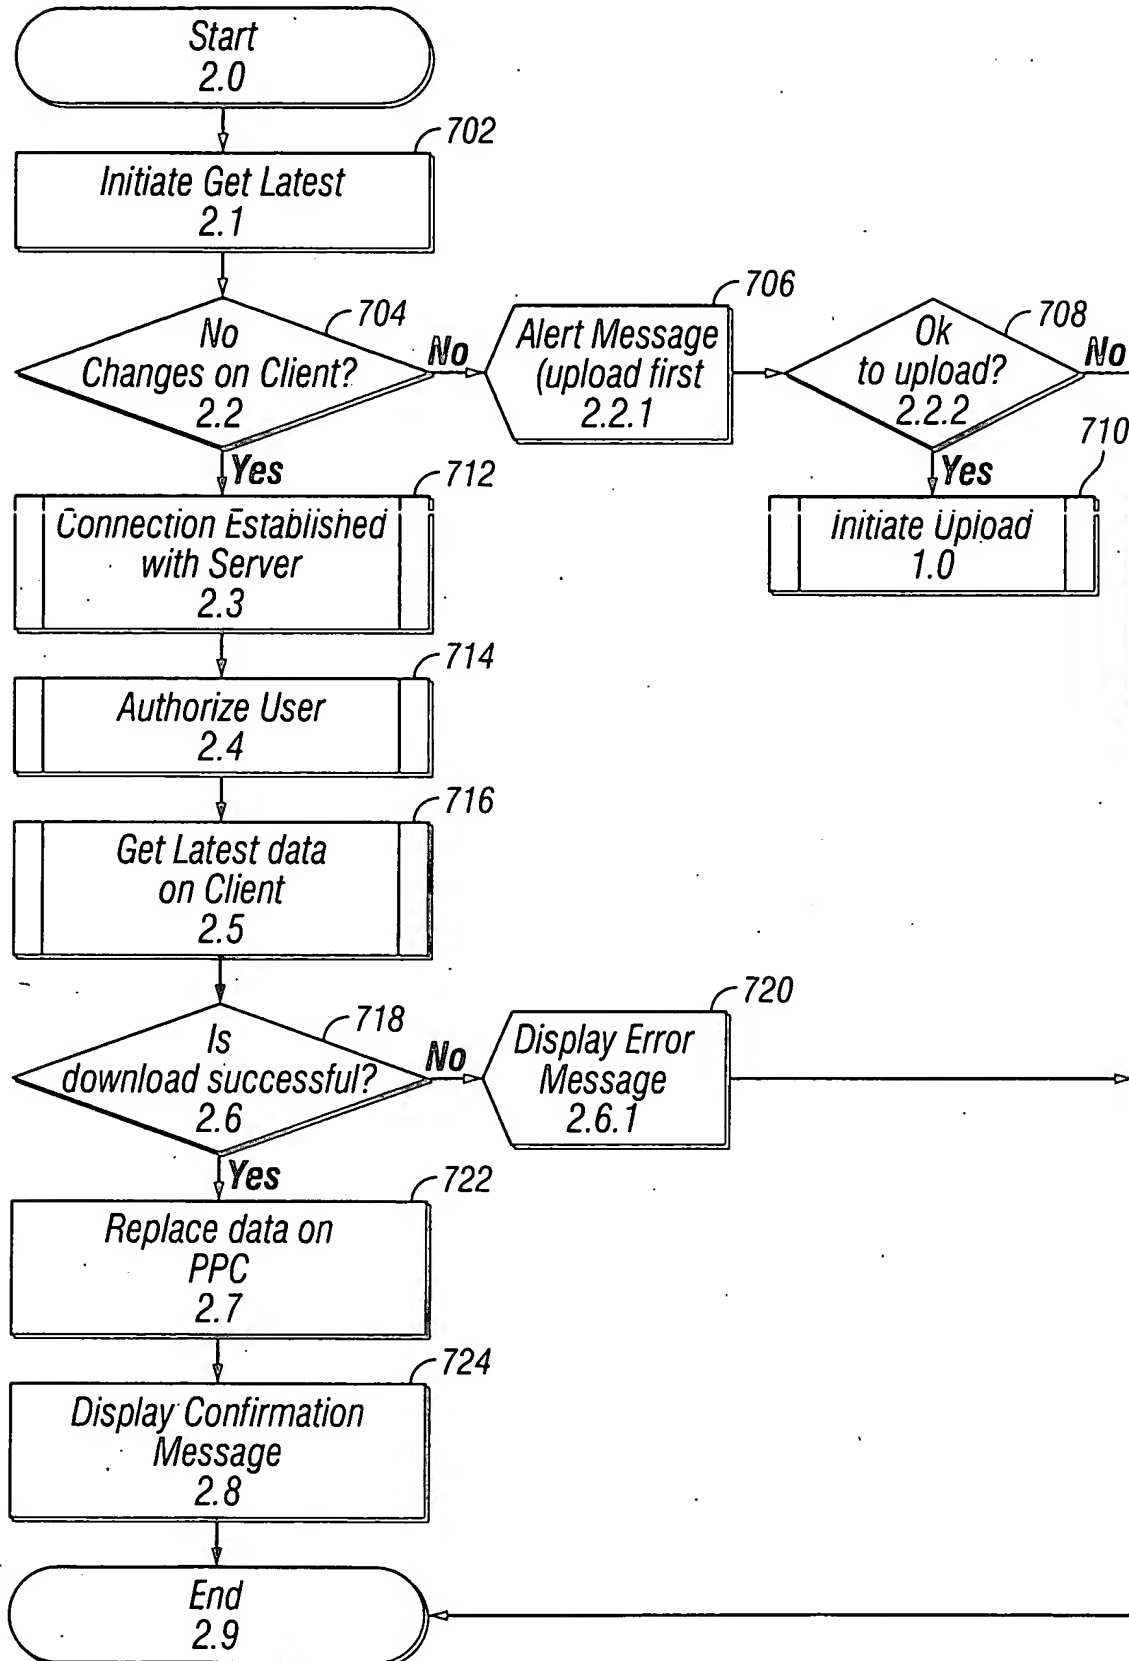 Start
2.0
702
Initiate Get Latest
2.1
704
No
Changes on Client?
2.2
No
706
Alert Message
(upload first
2.2.1
708
Ok
to upload?
2.2.2
No
Yes
710
Initiate Upload
1.0
Yes
712
Connection Established
with Server
2.3
714
Authorize User
2.4
716
Get Latest data
on Client
2.5
718
Is
download successful?
2.6
No
720
Display Error
Message
2.6.1
Yes
722
Replace data on
PPC
2.7
724
Display Confirmation
Message
2.8
End
2.9